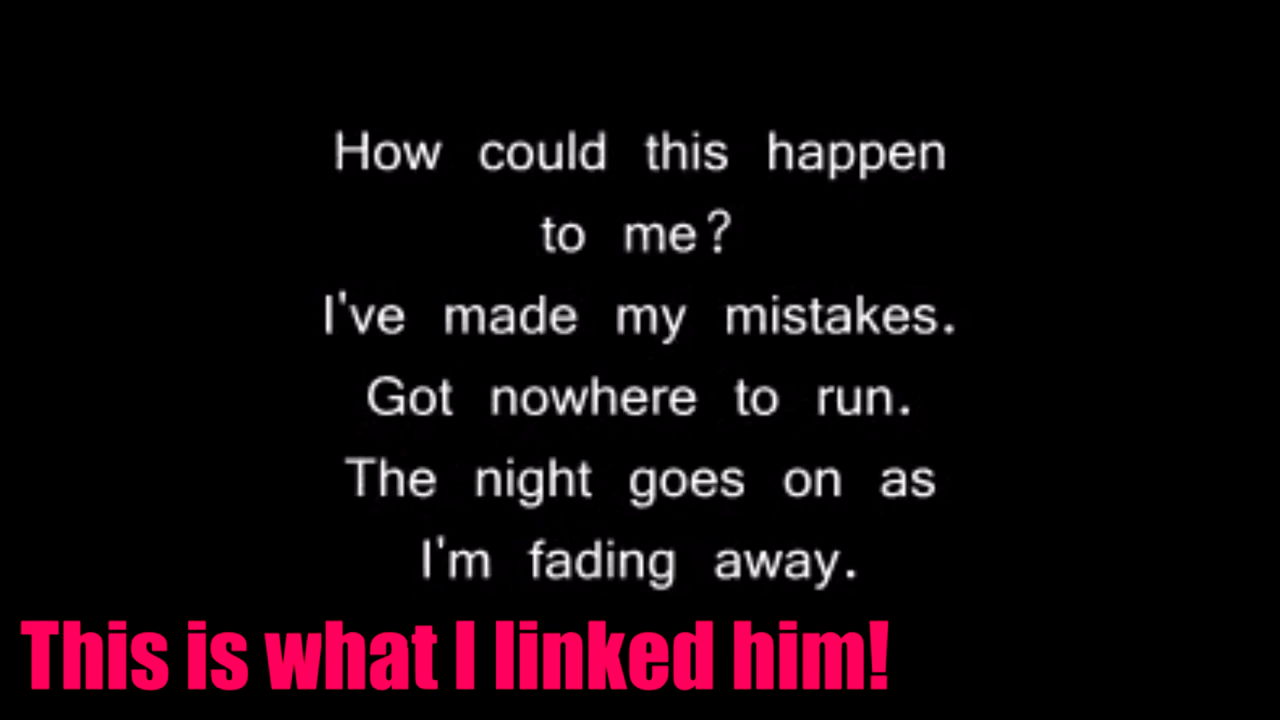 How could this happen
to me?
I've made my mistakes.
Got nowhere to run.
The night goes on as
I'm fading away.
This is what I linked him!